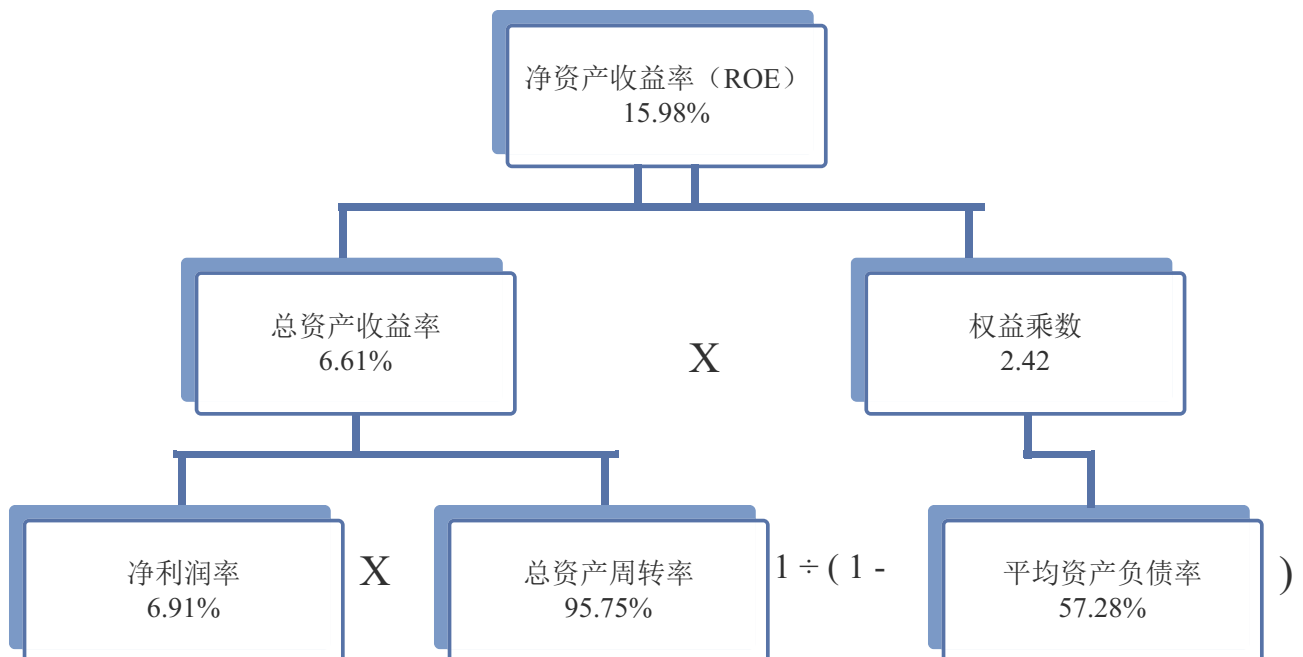 净资产收益率（ROE）
15.98%
总资产收益率
6.61%
X
权益乘数
2.42
净利润率
6.91%
X
总资产周转率
95.75%
1 ÷ ( 1 -
平均资产负债率
57.28%
)